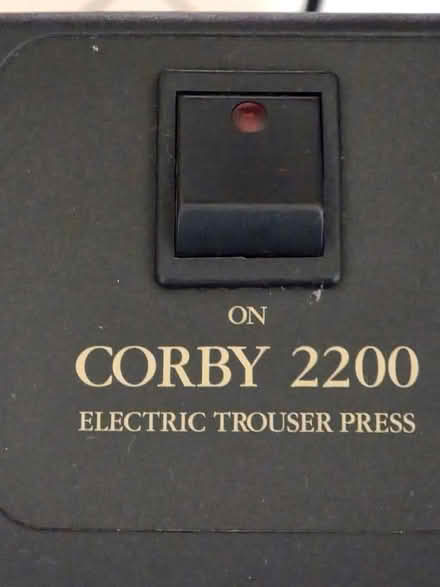 ON
CORBY 2200
ELECTRIC TROUSER PRESS